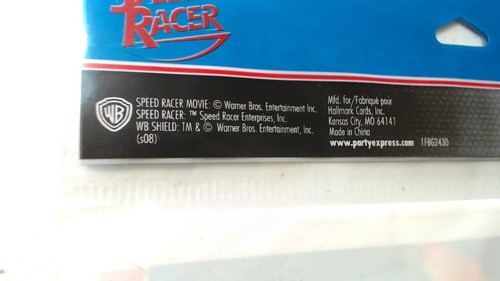 SPEED
RACER
WB
SPEED RACER MOVIE: © Warner Bros. Entertainment Inc.
SPEED RACER: ™ Speed Racer Enterprises, Inc.
WB SHIELD: TM & © Warner Bros. Entertainment, Inc.
(s08)
Mfd. for/Fabriqué pour
Hallmark Cards, Inc.
Kansas City, MO 64141
Made in China
www.partyexpress.com 1FBG2430